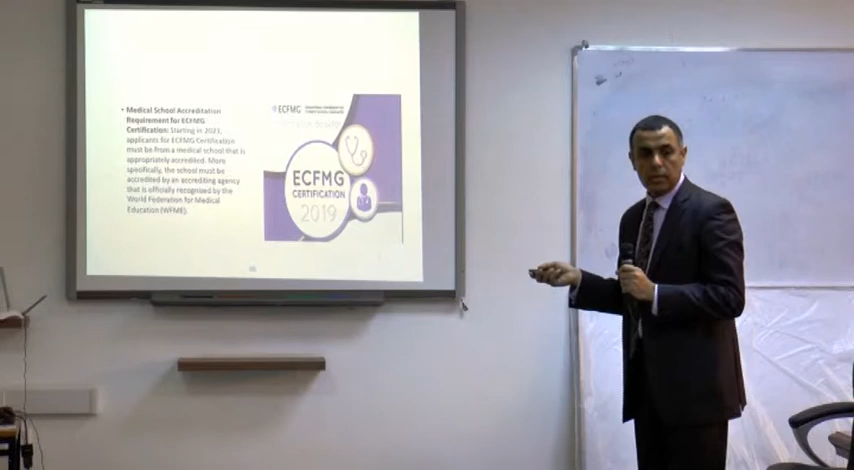 • Medical School Accreditation
Requirement for ECFMG
Certification: Starting in 2023,
applicants for ECFMG Certification
must be from a medical school that is
appropriately accredited. More
specifically, the school must be
accredited by an accrediting agency
that is officially recognised by the
World Federation for Medical
Education (WFME).
ECFMG
ECFMG
CERTIFICATION
2019